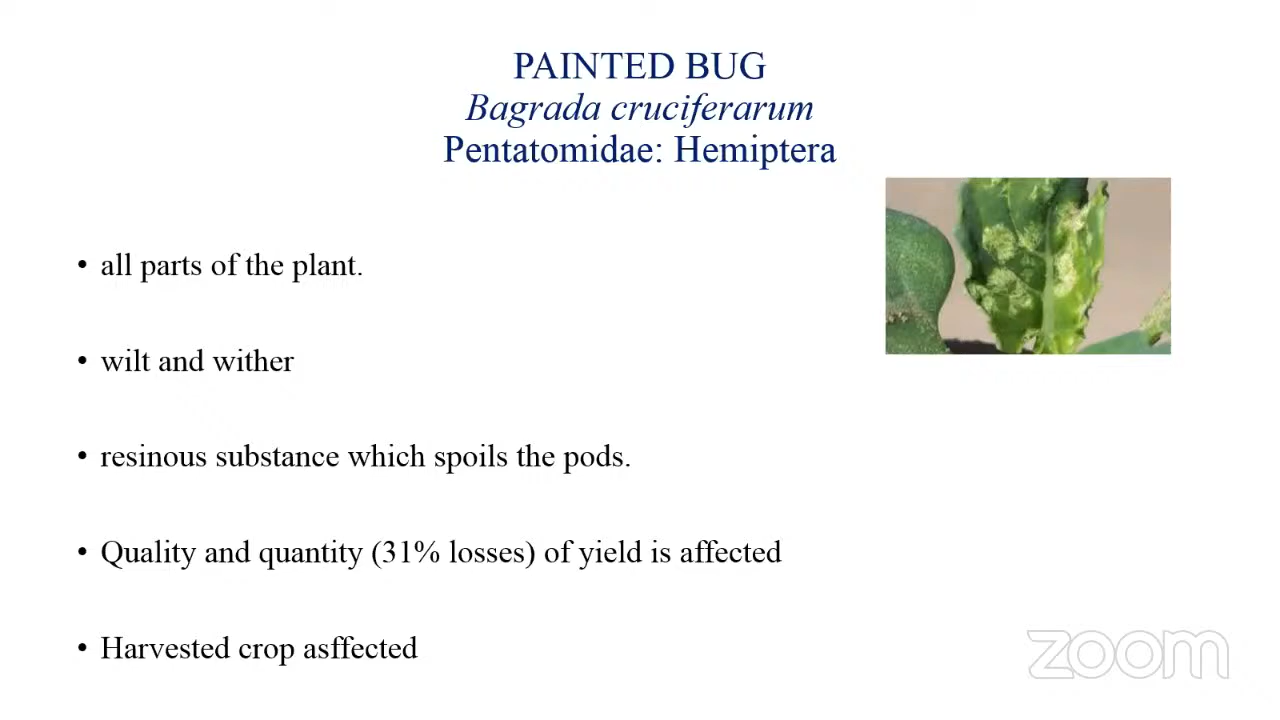 PAINTED BUG
Bagrada cruciferarum
Pentatomidae: Hemiptera
• all parts of the plant.
• wilt and wither
• resinous substance which spoils the pods.
• Quality and quantity (31% losses) of yield is affected
• Harvested crop asffected
zoom